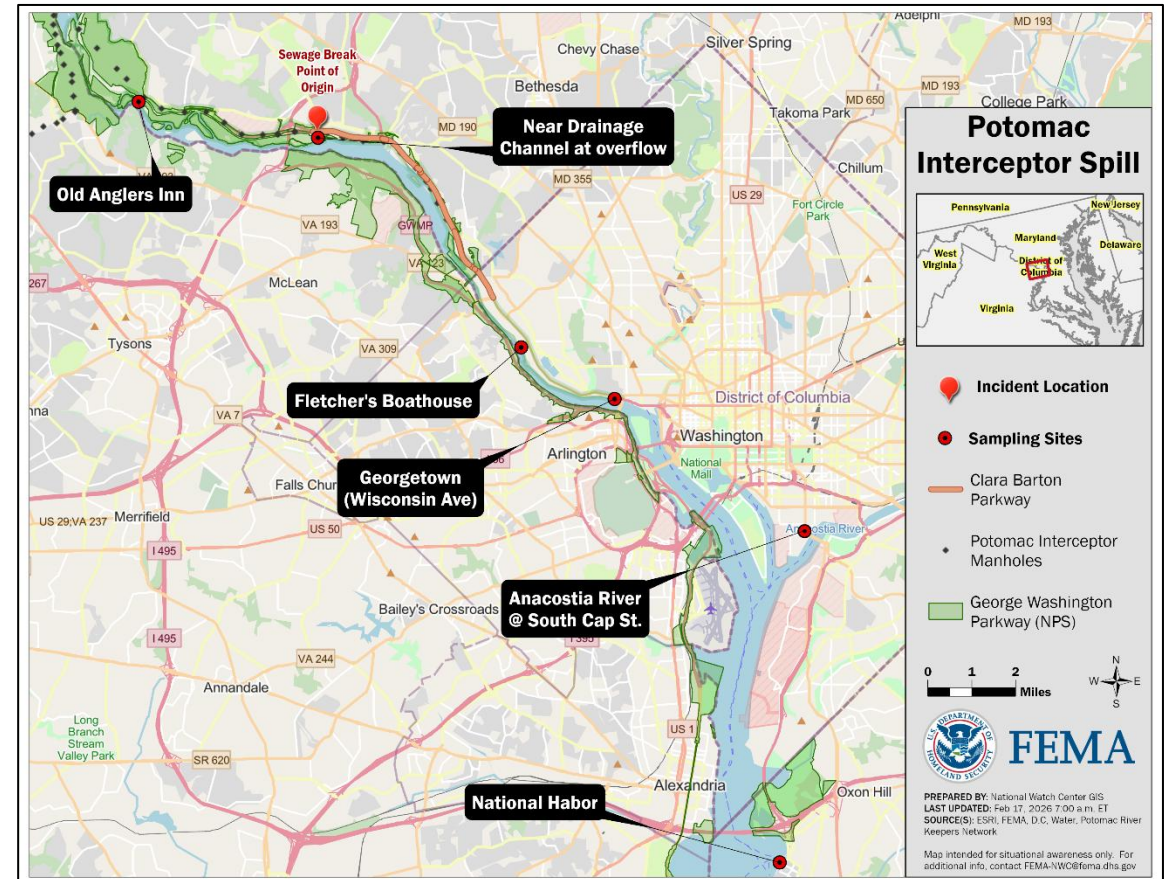 Adelphi
MD 193
Silver Spring
Chevy Chase
Sewage Break
Point of
Origin
Bethesda
MD 193
MD 650
College Park
Takoma Park
MD 190
Near Drainage
Channel at overflow
Chillum
MD 355
US 29
Old Anglers Inn
Fort Circle
Park
VA 193
GWMP
VA 123
267
McLean
Tysons
VA 309
Fletcher's Boathouse
District of Columbia
VA 7
Washington
Arlington
National
Mall
Georgetown
(Wisconsin Ave)
Falls Chur
US 29;VA 237
Merrifield
US 50
I 495
Anacostia River
Anacostia River
@ South Cap St.
Bailey's Crossroads
I 395
I 495
VA 244
Annandale
Long
Branch
Stream
Valley Park
US 1
SR 620
Alexandria
Oxon Hill
National Habor
Potomac
Interceptor Spill
Pennsylvania
New Jersey
Maryland
Delaware
West
Virginia
District of
Columbia
Virginia
Incident Location
Sampling Sites
Clara Barton
Parkway
Potomac Interceptor
Manholes
George Washington
Parkway (NPS)
0 1 2
Miles
N
W E
S
U.S. DEPARTMENT OF
HOMELAND SECURITY
FEMA
PREPARED BY: National Watch Center GIS
LAST UPDATED: Feb 17, 2026 7:00 a.m. ET
SOURCE(S): ESRI, FEMA, D.C, Water, Potomac River
Keepers Network
Map intended for situational awareness only. For
additional info, contact FEMA-NWC@fema.dhs.gov